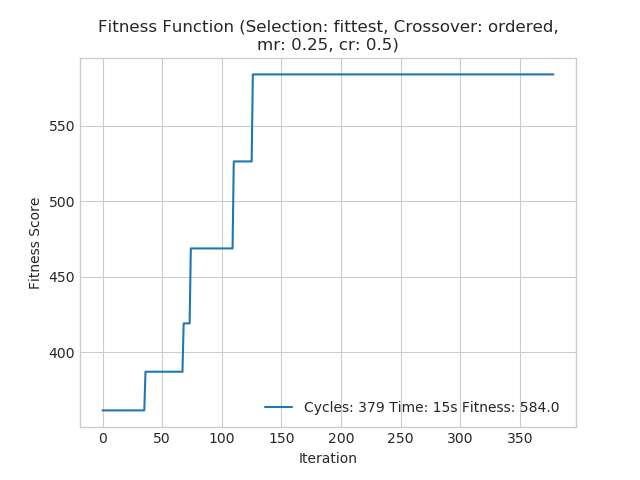 Fitness Function (Selection: fittest, Crossover: ordered,
mr: 0.25, cr: 0.5)
550
500
450
400
Fitness Score
Cycles: 379 Time: 15s Fitness: 584.0
0 50 100 150 200 250 300 350
Iteration